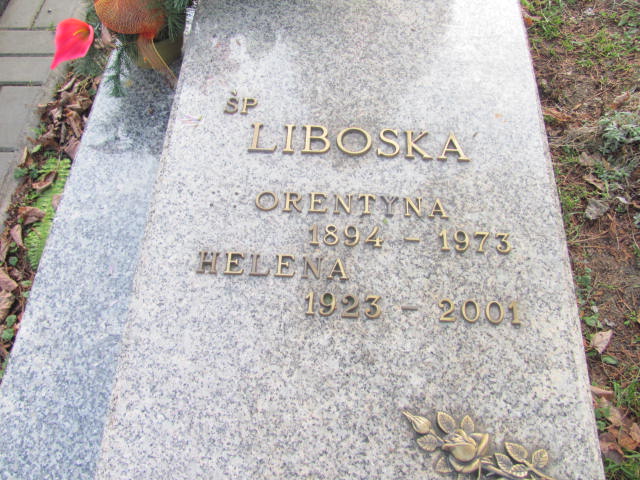 ŚP
LIBOSKA
ORENTYNA
1894 - 1973
HELENA
1923 - 2001